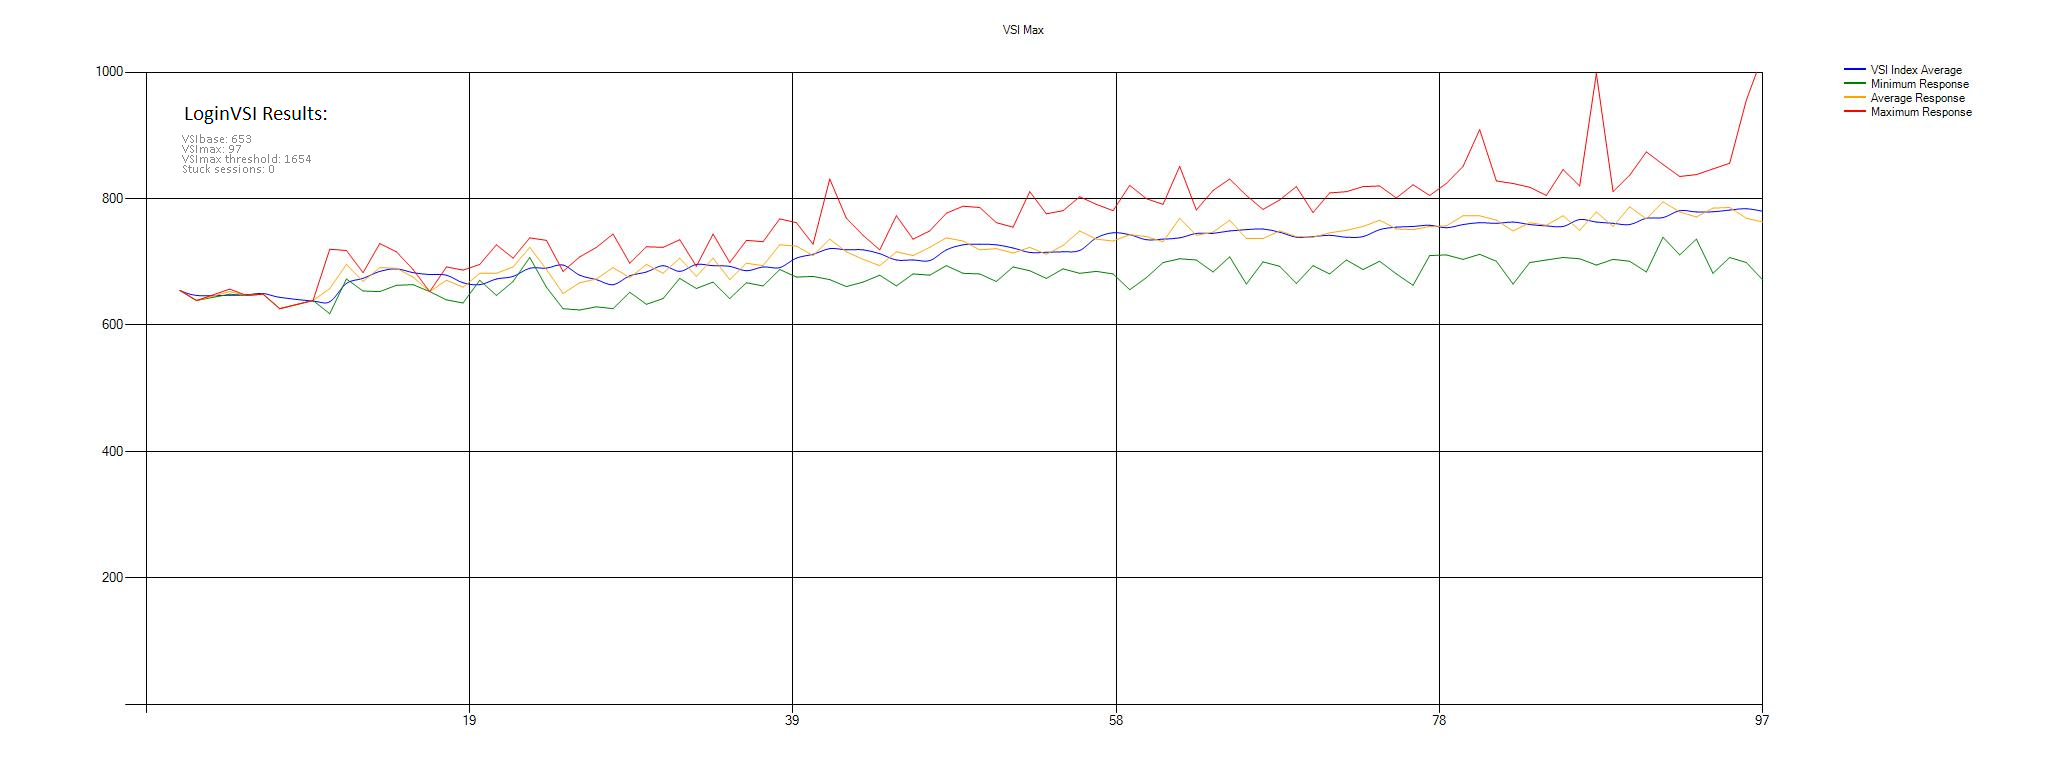 VSI Max
1000
800
600
400
200
LoginVSI Results:
VSIbase: 653
VSImax: 97
VSImax threshold: 1654
Stuck sessions: 0
VSI Index Average
Minimum Response
Average Response
Maximum Response
19 39 58 78 97